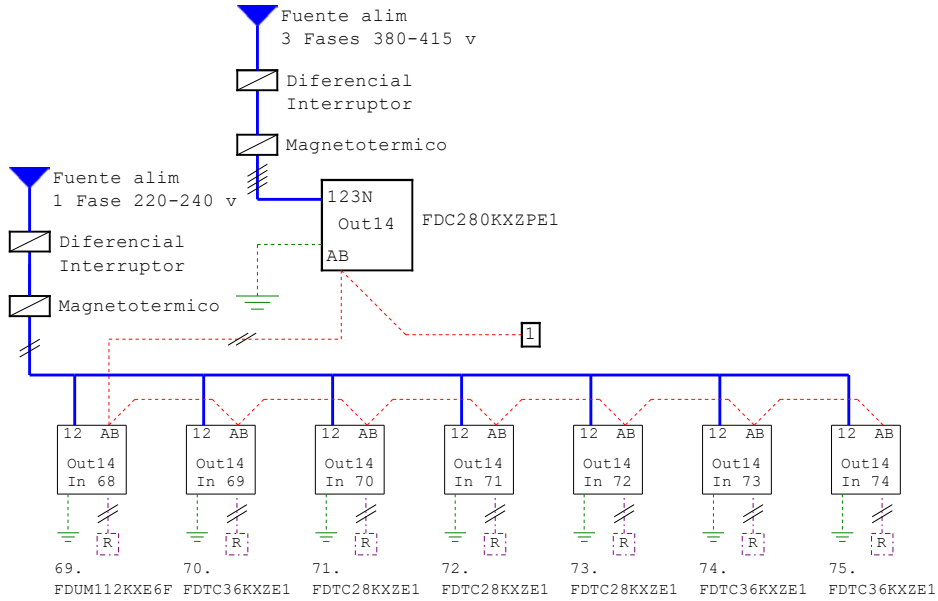 Fuente alim
3 Fases 380-415 v
Diferencial
Interruptor
Magnetotermico
Fuente alim
1 Fase 220-240 v
123N
Out14
AB
FDC280KXZPE1
Diferencial
Interruptor
Magnetotermico
1
12 AB
Out14
In 68
R
69.
FDUM112KXE6F
12 AB
Out14
In 69
R
70.
FDTC36KXZE1
12 AB
Out14
In 70
R
71.
FDTC28KXZE1
12 AB
Out14
In 71
R
72.
FDTC28KXZE1
12 AB
Out14
In 72
R
73.
FDTC28KXZE1
12 AB
Out14
In 73
R
74.
FDTC36KXZE1
12 AB
Out14
In 74
R
75.
FDTC36KXZE1